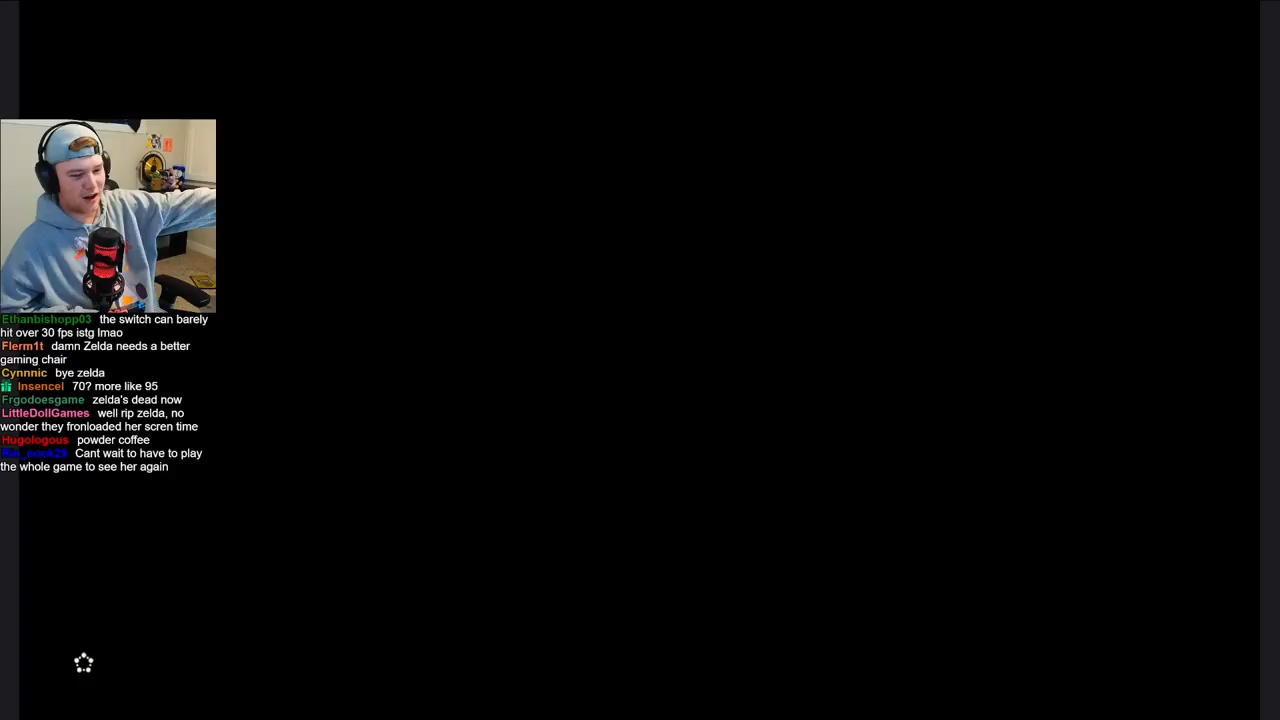 Ethanbishopp03 the switch can barely
hit over 30 fps istg lmao
Flerm1t damn Zelda needs a better
gaming chair
Cynnnic bye zelda
Insencel 70? more like 95
Frgodoesgame zelda's dead now
LittleDollGames well rip zelda, no
wonder they fronloaded her scren time
Hugologous powder coffee
Cant wait to have to play
the whole game to see her again